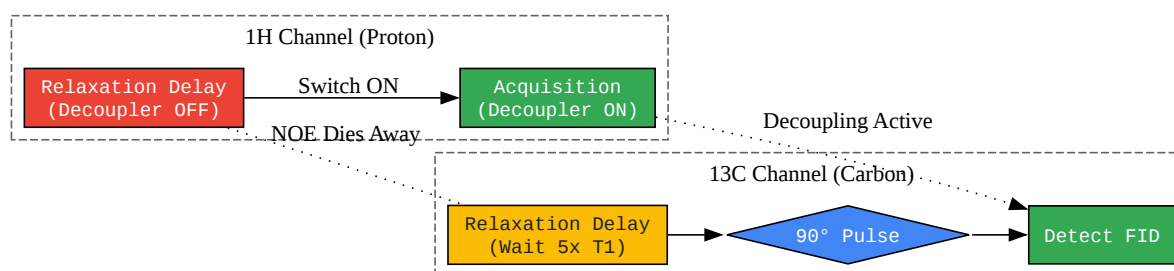 1H Channel (Proton)
Relaxation Delay
(Decoupler OFF)
Switch ON
Acquisition
(Decoupler ON)
NOE Dies Away
Decoupling Active
13C Channel (Carbon)
Relaxation Delay
(Wait 5x T1)
90° Pulse
Detect FID